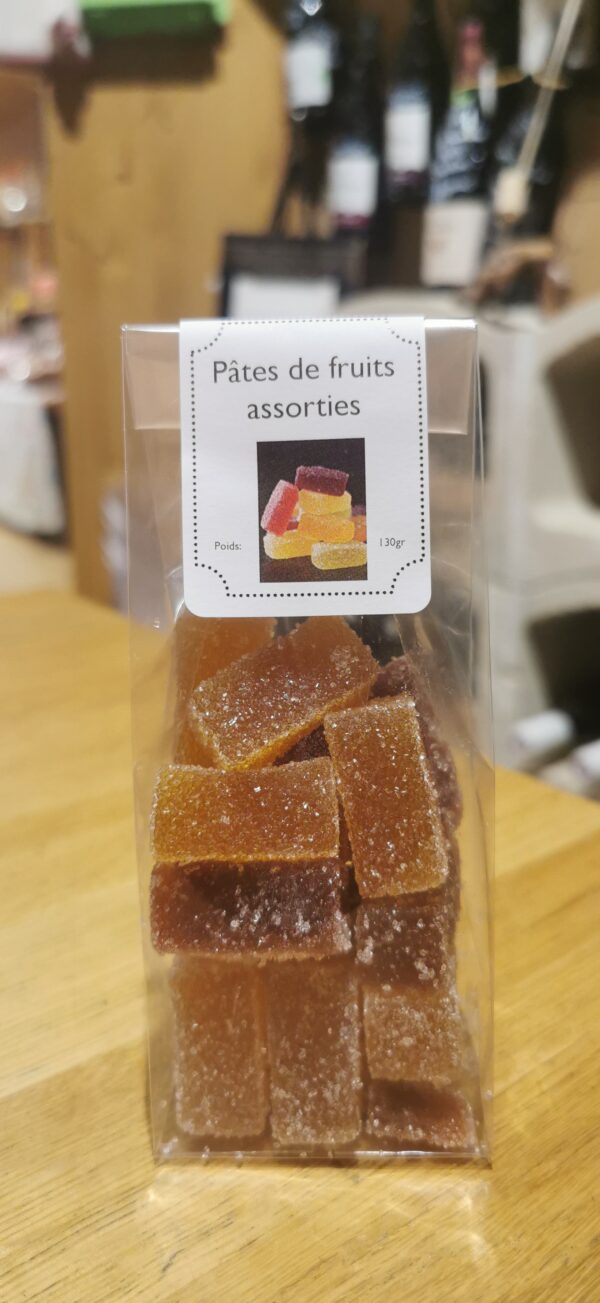 Pâtes de fruits
assorties
Poids: 130gr